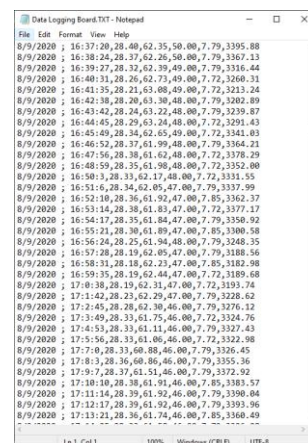 Data Logging Board.TXT - Notepad
File Edit Format View Help
8/9/2020 ; 16:37:20,28.40,62.35,50.00,7.79,3395.88
8/9/2020 ; 16:38:24,28.37,62.26,50.00,7.79,3367.13
8/9/2020 ; 16:39:27,28.32,62.39,49.00,7.79,3316.44
8/9/2020 ; 16:40:31,28.26,62.73,49.00,7.79,3260.31
8/9/2020 ; 16:41:35,28.21,63.08,49.00,7.79,3213.24
8/9/2020 ; 16:42:38,28.20,63.30,48.00,7.79,3202.89
8/9/2020 ; 16:43:42,28.24,63.22,48.00,7.79,3239.87
8/9/2020 ; 16:44:45,28.29,63.24,48.00,7.72,3291.43
8/9/2020 ; 16:45:49,28.34,62.65,49.00,7.72,3341.03
8/9/2020 ; 16:46:52,28.37,61.99,48.00,7.79,3364.21
8/9/2020 ; 16:47:56,28.38,61.62,48.00,7.72,3378.29
8/9/2020 ; 16:48:59,28.35,61.98,48.00,7.72,3352.00
8/9/2020 ; 16:50:3,28.33,62.17,48.00,7.72,3331.55
8/9/2020 ; 16:51:6,28.34,62.05,47.00,7.79,3337.99
8/9/2020 ; 16:52:10,28.36,61.92,47.00,7.85,3362.37
8/9/2020 ; 16:53:14,28.38,61.83,47.00,7.72,3377.17
8/9/2020 ; 16:54:17,28.35,61.84,47.00,7.79,3350.92
8/9/2020 ; 16:55:21,28.30,61.89,47.00,7.85,3300.58
8/9/2020 ; 16:56:24,28.25,61.94,48.00,7.79,3248.35
8/9/2020 ; 16:57:28,28.19,62.05,47.00,7.79,3188.56
8/9/2020 ; 16:58:31,28.18,62.23,47.00,7.85,3182.98
8/9/2020 ; 16:59:35,28.19,62.44,47.00,7.72,3189.68
8/9/2020 ; 17:0:38,28.19,62.31,47.00,7.72,3193.74
8/9/2020 ; 17:1:42,28.23,62.29,47.00,7.79,3228.62
8/9/2020 ; 17:2:45,28.28,62.30,46.00,7.79,3276.12
8/9/2020 ; 17:3:49,28.33,61.75,46.00,7.72,3324.76
8/9/2020 ; 17:4:53,28.33,61.11,46.00,7.79,3327.43
8/9/2020 ; 17:5:56,28.33,61.06,46.00,7.72,3322.98
8/9/2020 ; 17:7:0,28.33,60.88,46.00,7.79,3326.45
8/9/2020 ; 17:8:3,28.36,60.86,46.00,7.79,3355.36
8/9/2020 ; 17:9:7,28.37,61.51,46.00,7.79,3372.92
8/9/2020 ; 17:10:10,28.38,61.91,46.00,7.85,3383.57
8/9/2020 ; 17:11:14,28.39,61.92,46.00,7.79,3390.04
8/9/2020 ; 17:12:17,28.39,61.92,46.00,7.79,3393.96
8/9/2020 ; 17:13:21,28.36,61.74,46.00,7.85,3360.49
Ln 1, Col 1 100% Windows (CRLF) UTF-8